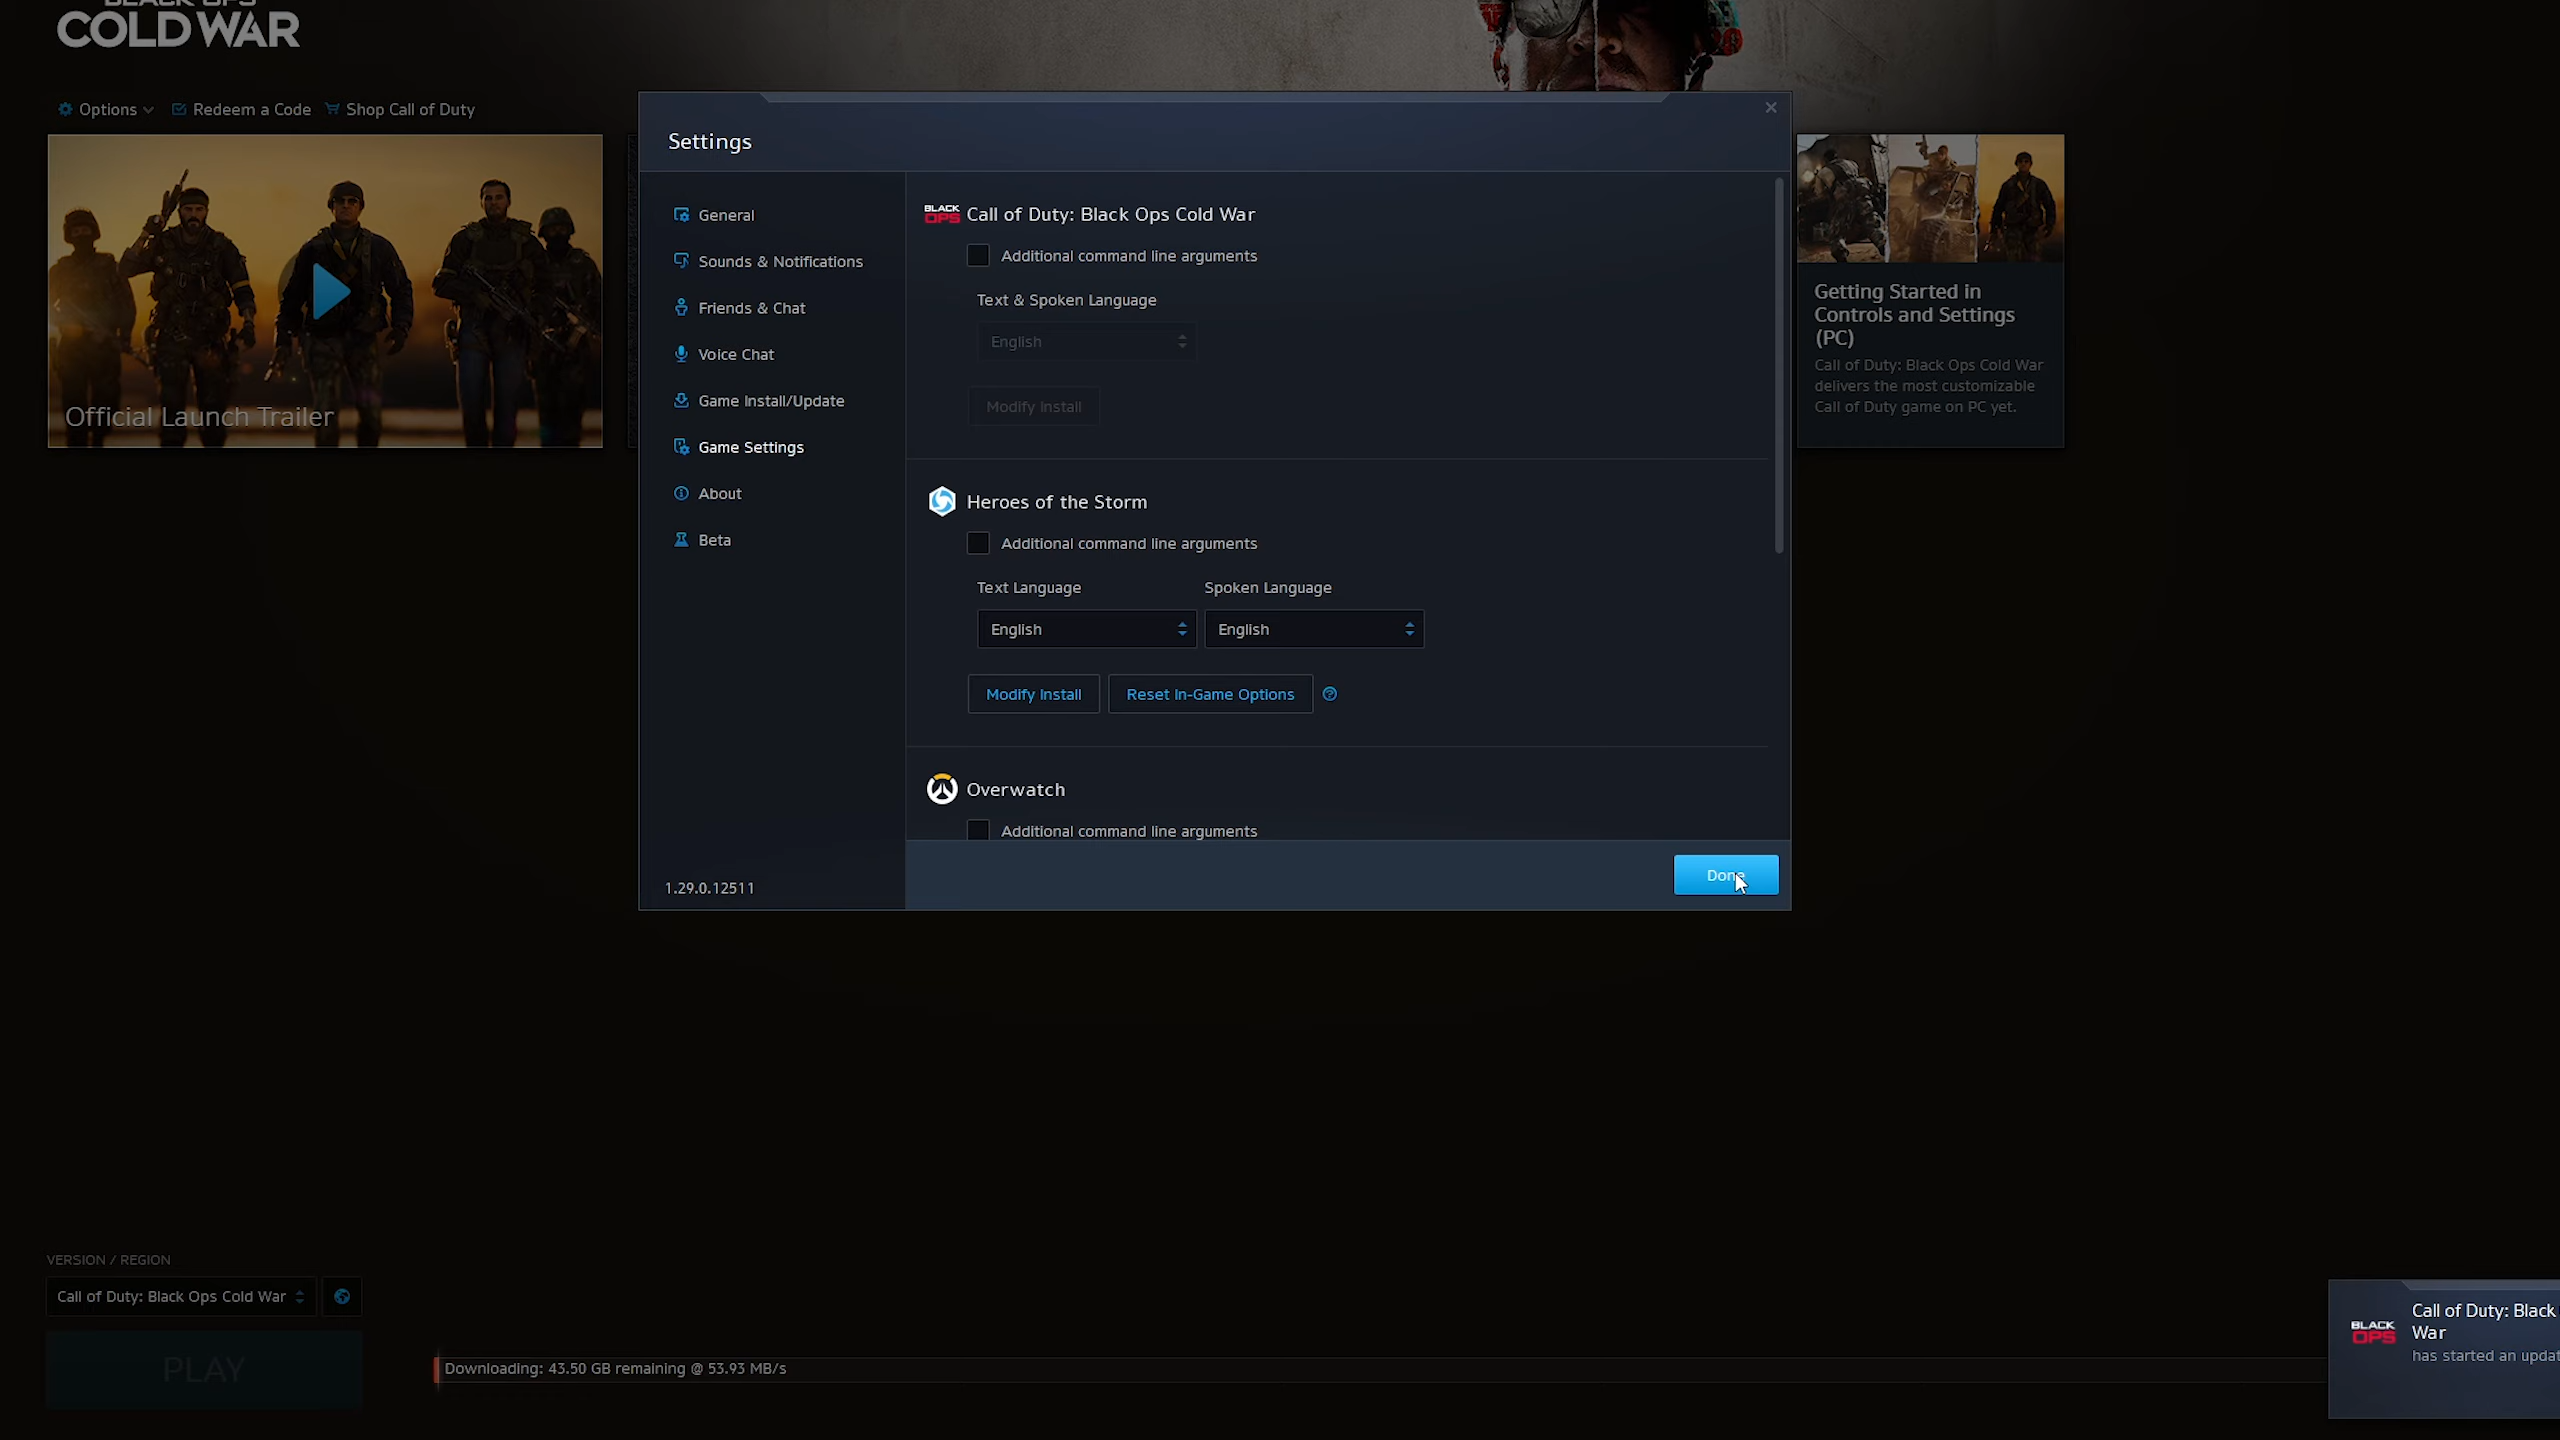 BLACK OPS
COLD WAR
Options
Redeem a Code
Shop Call of Duty
Official Launch Trailer
Settings
General
Sounds & Notifications
Friends & Chat
Voice Chat
Game Install/Update
Game Settings
About
Beta
1.29.0.12511
BLACK
OPS
Call of Duty: Black Ops Cold War
Additional command line arguments
Text & Spoken Language
English
Modify Install
Heroes of the Storm
Additional command line arguments
Text Language
Spoken Language
English
English
Modify Install
Reset In-Game Options
Overwatch
Additional command line arguments
Done
Getting Started in
Controls and Settings
(PC)
Call of Duty: Black Ops Cold War
delivers the most customizable
Call of Duty game on PC yet.
VERSION / REGION
Call of Duty: Black Ops Cold War
PLAY
Downloading: 43.50 GB remaining @ 53.93 MB/s
BLACK
OPS
Call of Duty: Black
War
has started an updat